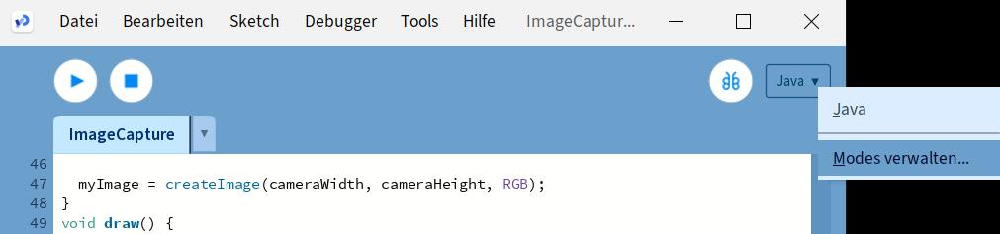 Datei Bearbeiten Sketch Debugger Tools Hilfe ImageCaptur...
Java ▾
Java
ImageCapture ▾
Modes verwalten...
46
47 myImage = createImage(cameraWidth, cameraHeight, RGB);
48 }
49 void draw() {